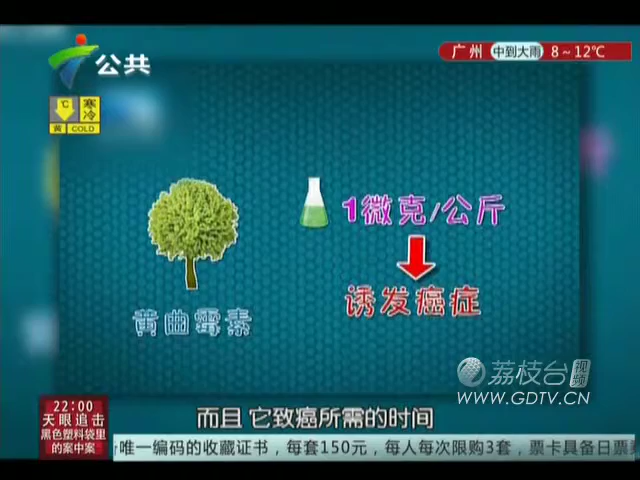 公共
广州 中到大雨 8～12℃
℃ 寒冷
黄 COLD
1微克/公斤
诱发癌症
黄曲霉素
荔枝台 视频
WWW.GDTV.CN
而且 它致癌所需的时间
22:00
天眼追击
黑色塑料袋里
的案中案
唯一编码的收藏证书，每套150元，每人每次限购3套，票卡具备日票